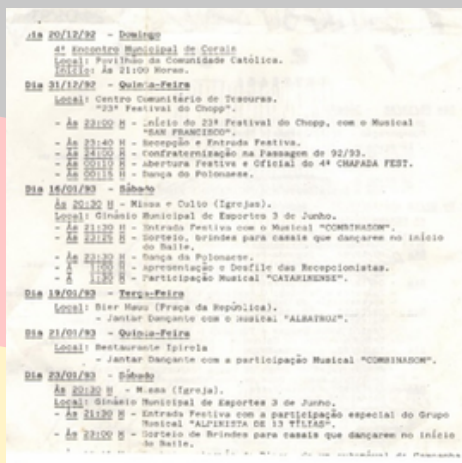 Dia 20/12/92 - Domingo
4º Encontro Municipal de Corais
Local: Pavilhão da Comunidade Católica.
Início: Às 21:00 Horas.
Dia 31/12/92 - Quinta-Feira
Local: Centro Comunitário de Tesouras.
"23º Festival do Chopp".
- Às 23:00 H - Início do 23º Festival do Chopp, com o Musical
"SAN FRANCISCO".
- Às 23:40 H - Recepção e Entrada Festiva.
- Às 24:00 H - Confraternização na Passagem de 92/93.
- Às 00:10 H - Abertura Festiva e Oficial do 4º CHAPADA FEST.
- Às 00:15 H - Dança do Polonaese.
Dia 16/01/93 - Sábado
Às 20:30 H - Missa e Culto (Igrejas).
Local: Ginásio Municipal de Esportes 3 de Junho.
- Às 21:30 H - Entrada Festiva com o Musical "COMBINASOM".
- Às 23:25 H - Sorteio, brindes para casais que dançarem no início
do Baile.
- Às 23:30 H - Dança da Polonaese.
- À 1:00 H - Apresentação e Desfile das Recepcionistas.
- À 1:30 H - Participação Musical "CATARINENSE".
Dia 19/01/93 - Terça-Feira
Local: Bier Haus (Praça da República).
- Jantar Dançante com o musical "ALBATROZ".
Dia 21/01/93 - Quinta-Feira
Local: Restaurante Ipirela
- Jantar Dançante com a participação Musical "COMBINASOM".
Dia 23/01/93 - Sábado
Às 20:30 H - Missa (Igreja).
Local: Ginásio Municipal de Esportes 3 de Junho.
- Às 21:30 H - Entrada Festiva com a participação especial do Grupo
Musical "ALPINISTA DE 13 TÍLIAS".
- Às 23:00 H - Sorteio de Brindes para casais que dançarem no início
do Baile.